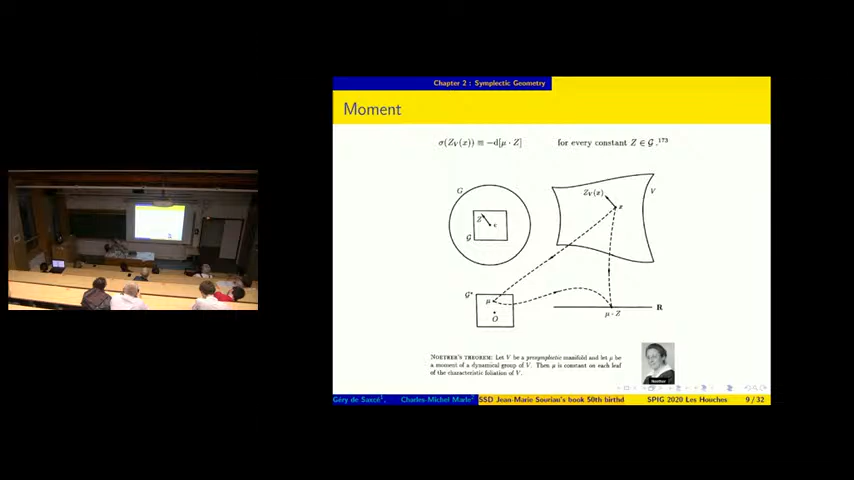 Chapter 2 : Symplectic Geometry
Moment
σ(Z_V(x)) ≡ −d[μ · Z] for every constant Z ∈ 𝒢 .¹⁷³
G
Z_V(x)
V
x
Z
e
𝒢
𝒢*
μ
O
R
μ · Z
NOETHER'S THEOREM: Let V be a presymplectic manifold and let μ be
a moment of a dynamical group of V. Then μ is constant on each leaf
of the characteristic foliation of V.
Noether
Géry de Saxcé¹, Charles-Michel Marle² SSD Jean-Marie Souriau's book 50th birthd SPIG 2020 Les Houches 9 / 32